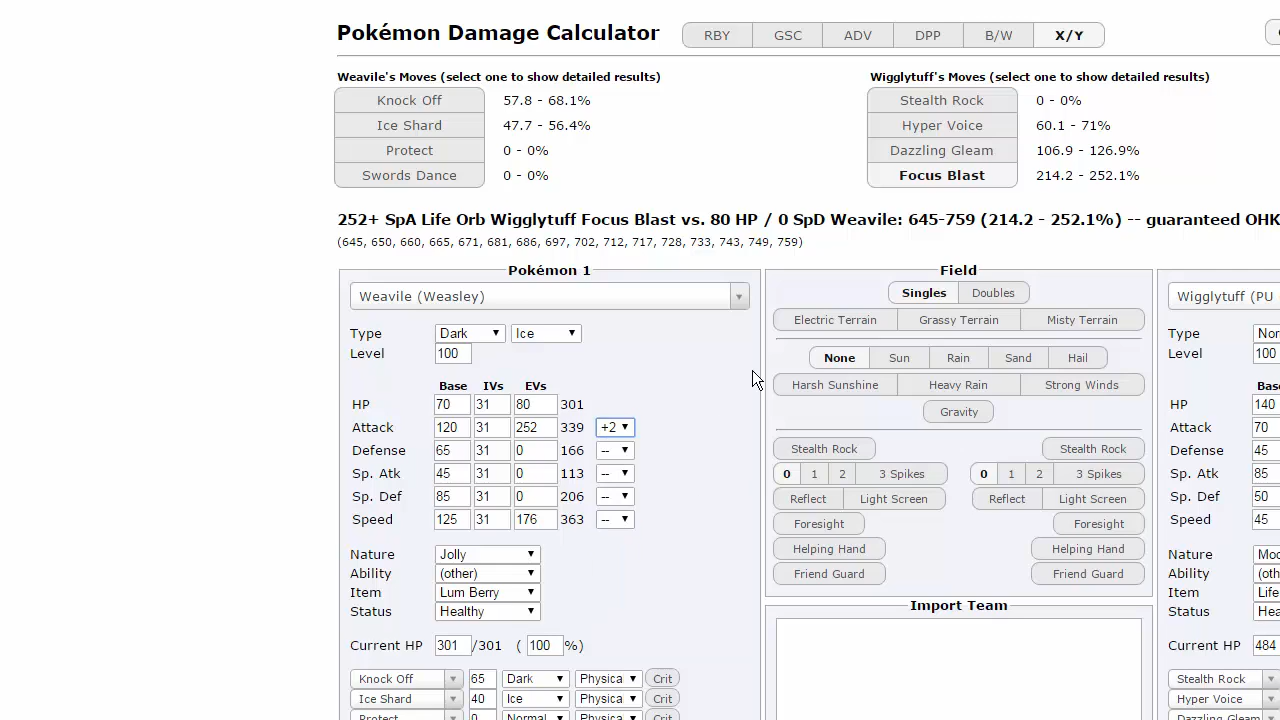 Pokémon Damage Calculator RBY GSC ADV DPP B/W X/Y
Weavile's Moves (select one to show detailed results) Wigglytuff's Moves (select one to show detailed results)
Knock Off 57.8 - 68.1% Stealth Rock 0 - 0%
Ice Shard 47.7 - 56.4% Hyper Voice 60.1 - 71%
Protect 0 - 0% Dazzling Gleam 106.9 - 126.9%
Swords Dance 0 - 0% Focus Blast 214.2 - 252.1%
252+ SpA Life Orb Wigglytuff Focus Blast vs. 80 HP / 0 SpD Weavile: 645-759 (214.2 - 252.1%) -- guaranteed OHK
(645, 650, 660, 665, 671, 681, 686, 697, 702, 712, 717, 728, 733, 743, 749, 759)
Pokémon 1 Field
Weavile (Weasley) Singles Doubles Wigglytuff (PU
Type Dark Ice Electric Terrain Grassy Terrain Misty Terrain Type Nor
Level 100 None Sun Rain Sand Hail Level 100
Base IVs EVs Harsh Sunshine Heavy Rain Strong Winds Base
HP 70 31 80 301 Gravity HP 140
Attack 120 31 252 339 +2 Attack 70
Defense 65 31 0 166 -- Stealth Rock Stealth Rock Defense 45
Sp. Atk 45 31 0 113 -- 0 1 2 3 Spikes 0 1 2 3 Spikes Sp. Atk 85
Sp. Def 85 31 0 206 -- Reflect Light Screen Reflect Light Screen Sp. Def 50
Speed 125 31 176 363 -- Foresight Foresight Speed 45
Nature Jolly Helping Hand Helping Hand Nature Mod
Ability (other) Friend Guard Friend Guard Ability (oth
Item Lum Berry Item Life
Status Healthy Import Team Status Hea
Current HP 301 /301 ( 100 %) Current HP 484
Knock Off 65 Dark Physica Crit Stealth Rock
Ice Shard 40 Ice Physica Crit Hyper Voice
Protect 0 Normal Physica Crit Dazzling Gleam